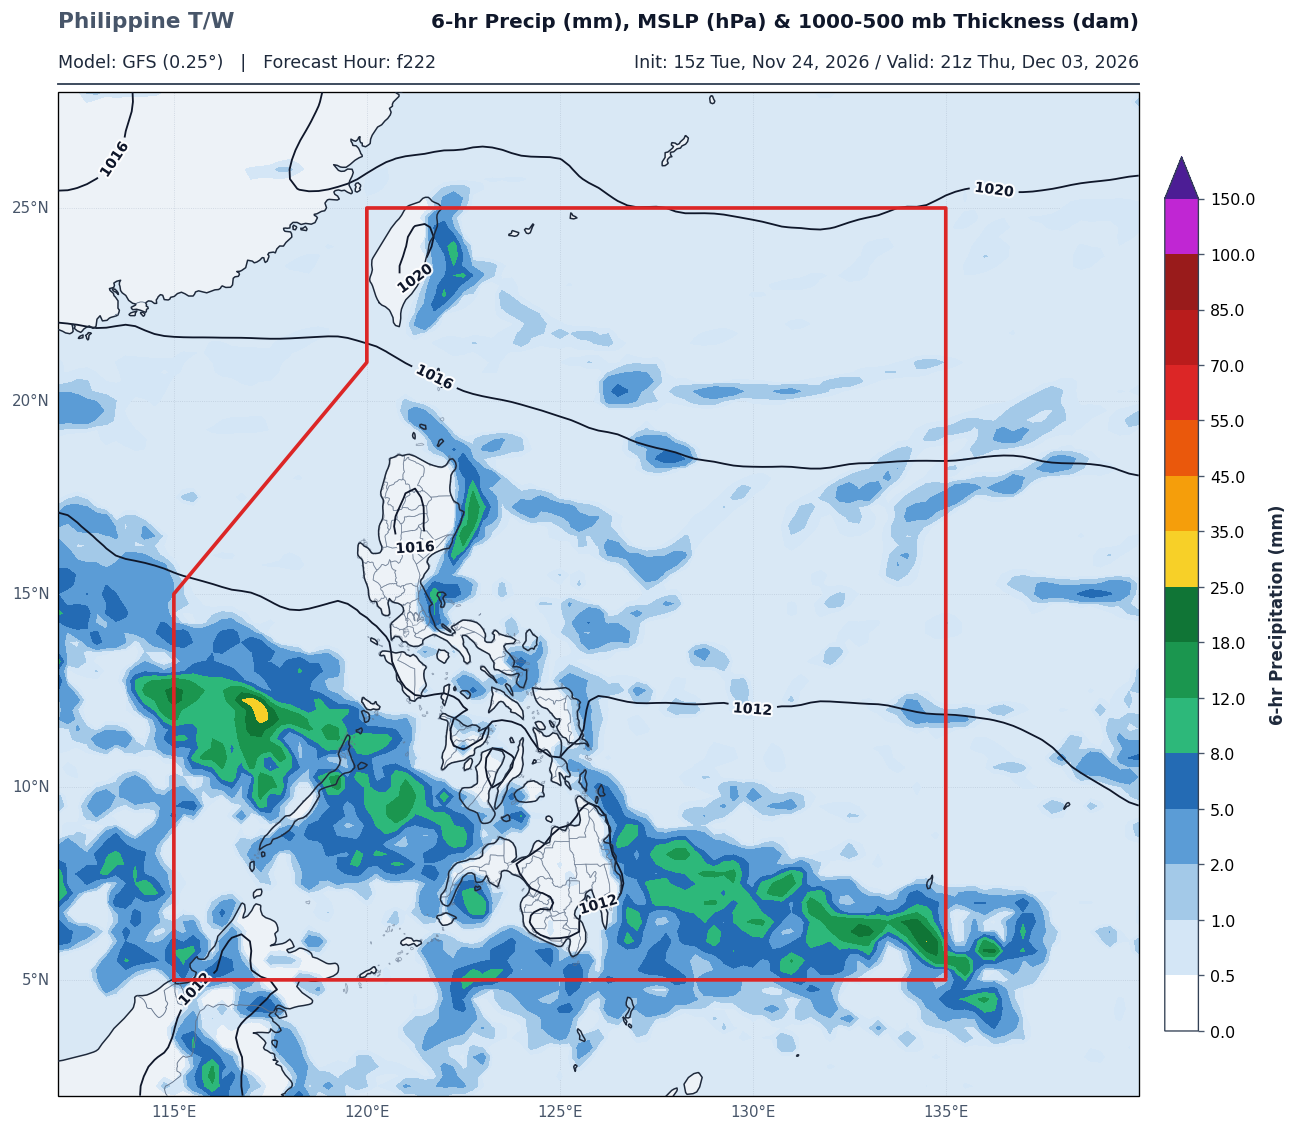 Philippine T/W
6-hr Precip (mm), MSLP (hPa) & 1000-500 mb Thickness (dam)
Model: GFS (0.25°) | Forecast Hour: f222
Init: 15z Tue, Nov 24, 2026 / Valid: 21z Thu, Dec 03, 2026
1016
1020
1020
1016
1016
1012
1012
1012
25°N
20°N
15°N
10°N
5°N
115°E
120°E
125°E
130°E
135°E
150.0
100.0
85.0
70.0
55.0
45.0
35.0
25.0
18.0
12.0
8.0
5.0
2.0
1.0
0.5
0.0
6-hr Precipitation (mm)